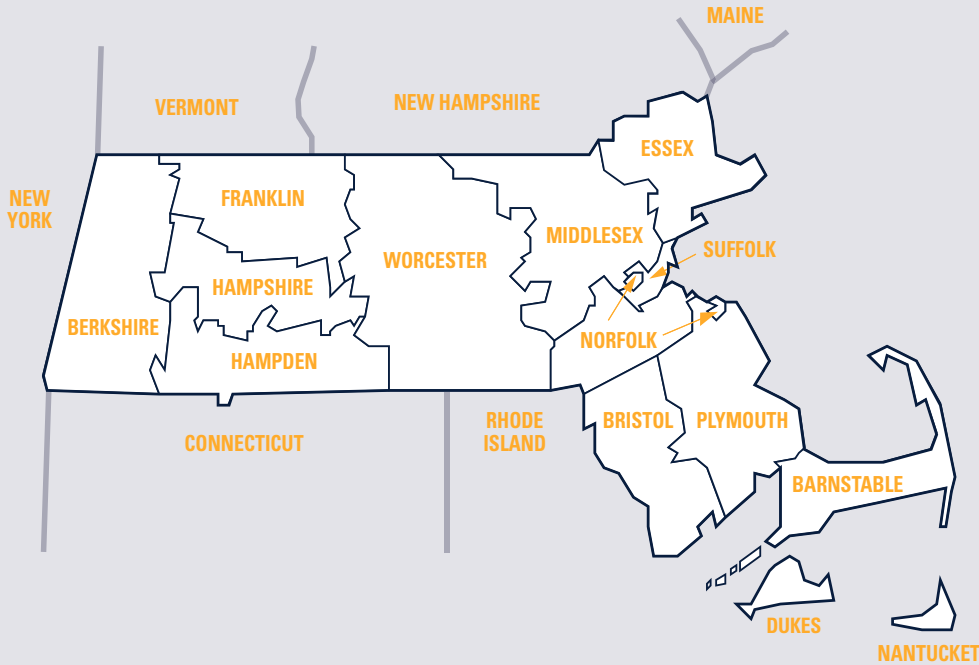 MAINE
VERMONT
NEW HAMPSHIRE
ESSEX
NEW
YORK
FRANKLIN
MIDDLESEX
SUFFOLK
WORCESTER
HAMPSHIRE
BERKSHIRE
NORFOLK
HAMPDEN
CONNECTICUT
RHODE
ISLAND
BRISTOL
PLYMOUTH
BARNSTABLE
DUKES
NANTUCKET